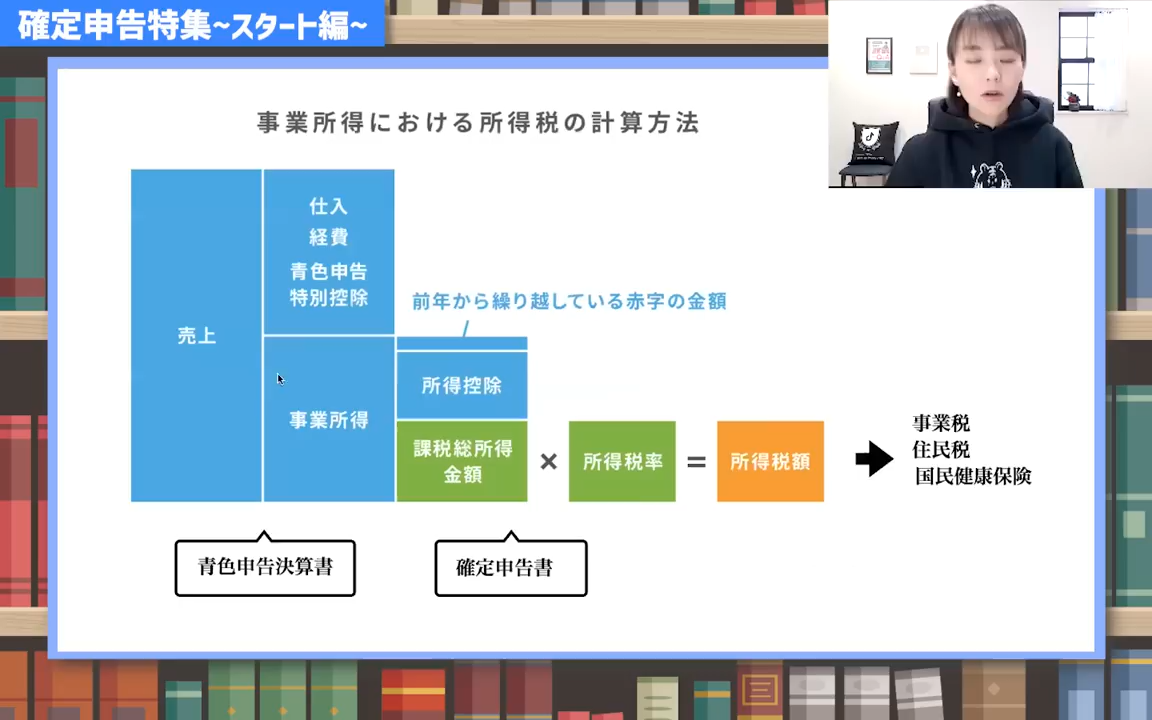 確定申告特集~スタート編~
事業所得における所得税の計算方法
売上
仕入
経費
青色申告
特別控除
事業所得
前年から繰り越している赤字の金額
所得控除
課税総所得
金額
×
所得税率
=
所得税額
事業税
住民税
国民健康保険
青色申告決算書
確定申告書